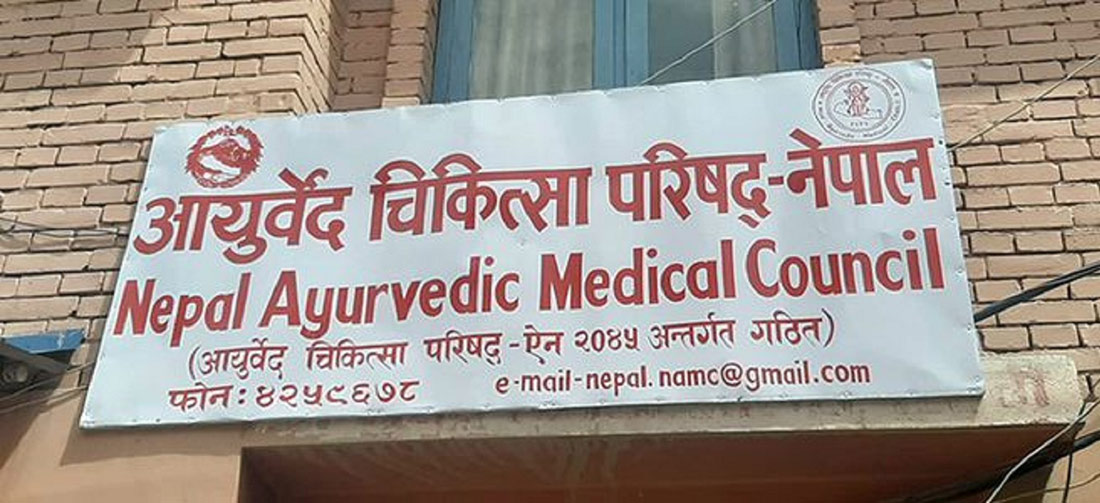 आयुर्वेद चिकित्सा परिषद्-नेपाल
Nepal Ayurvedic Medical Council
(आयुर्वेद चिकित्सा परिषद्-ऐन २०४५ अन्तर्गत गठित)
फोन: ४२५९६७८
e-mail-nepal.namc@gmail.com